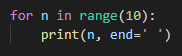 for n in range(10):
    print(n, end=' ')